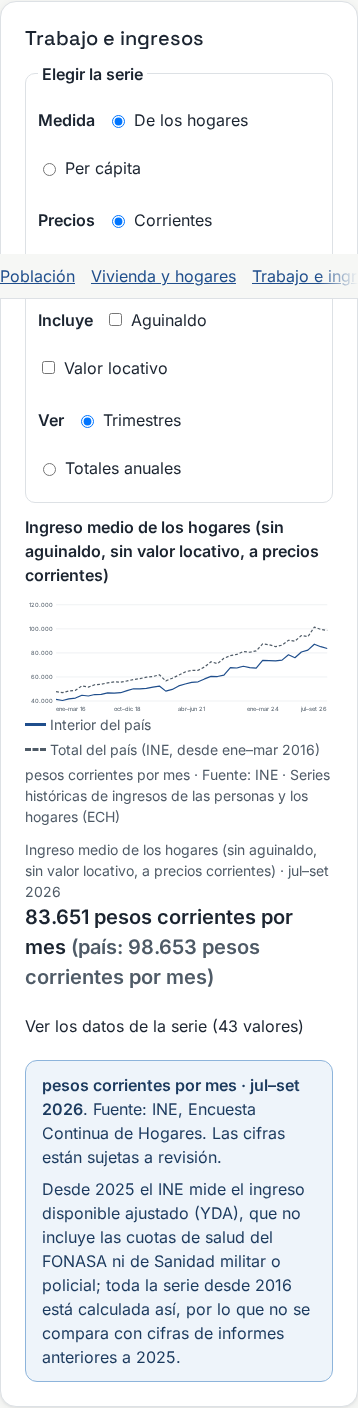 Trabajo e ingresos
Elegir la serie
Medida De los hogares
Per cápita
Precios Corrientes
Población Vivienda y hogares Trabajo e ingr
Incluye Aguinaldo
Valor locativo
Ver Trimestres
Totales anuales
Ingreso medio de los hogares (sin
aguinaldo, sin valor locativo, a precios
corrientes)
120.000
100.000
80.000
60.000
40.000
ene–mar 16 oct–dic 18 abr–jun 21 ene–mar 24 jul–set 26
Interior del país
Total del país (INE, desde ene–mar 2016)
pesos corrientes por mes · Fuente: INE · Series
históricas de ingresos de las personas y los
hogares (ECH)
Ingreso medio de los hogares (sin aguinaldo,
sin valor locativo, a precios corrientes) · jul–set
2026
83.651 pesos corrientes por
mes (país: 98.653 pesos
corrientes por mes)
Ver los datos de la serie (43 valores)
pesos corrientes por mes · jul–set
2026. Fuente: INE, Encuesta
Continua de Hogares. Las cifras
están sujetas a revisión.
Desde 2025 el INE mide el ingreso
disponible ajustado (YDA), que no
incluye las cuotas de salud del
FONASA ni de Sanidad militar o
policial; toda la serie desde 2016
está calculada así, por lo que no se
compara con cifras de informes
anteriores a 2025.